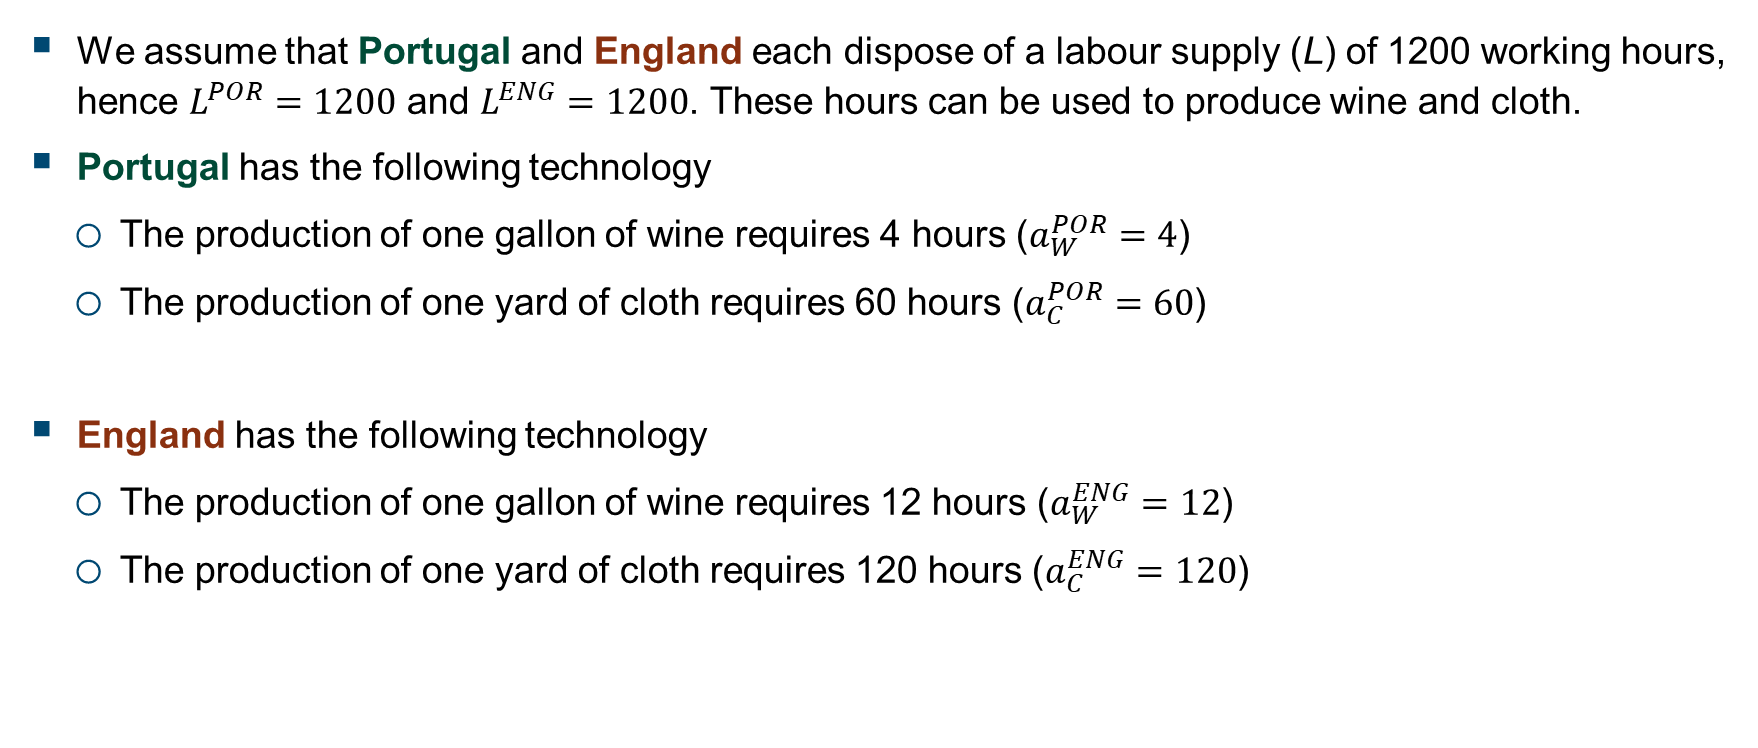 ▪ We assume that Portugal and England each dispose of a labour supply (L) of 1200 working hours,
hence L^{POR} = 1200 and L^{ENG} = 1200. These hours can be used to produce wine and cloth.
▪ Portugal has the following technology
○ The production of one gallon of wine requires 4 hours (a_W^{POR} = 4)
○ The production of one yard of cloth requires 60 hours (a_C^{POR} = 60)
▪ England has the following technology
○ The production of one gallon of wine requires 12 hours (a_W^{ENG} = 12)
○ The production of one yard of cloth requires 120 hours (a_C^{ENG} = 120)